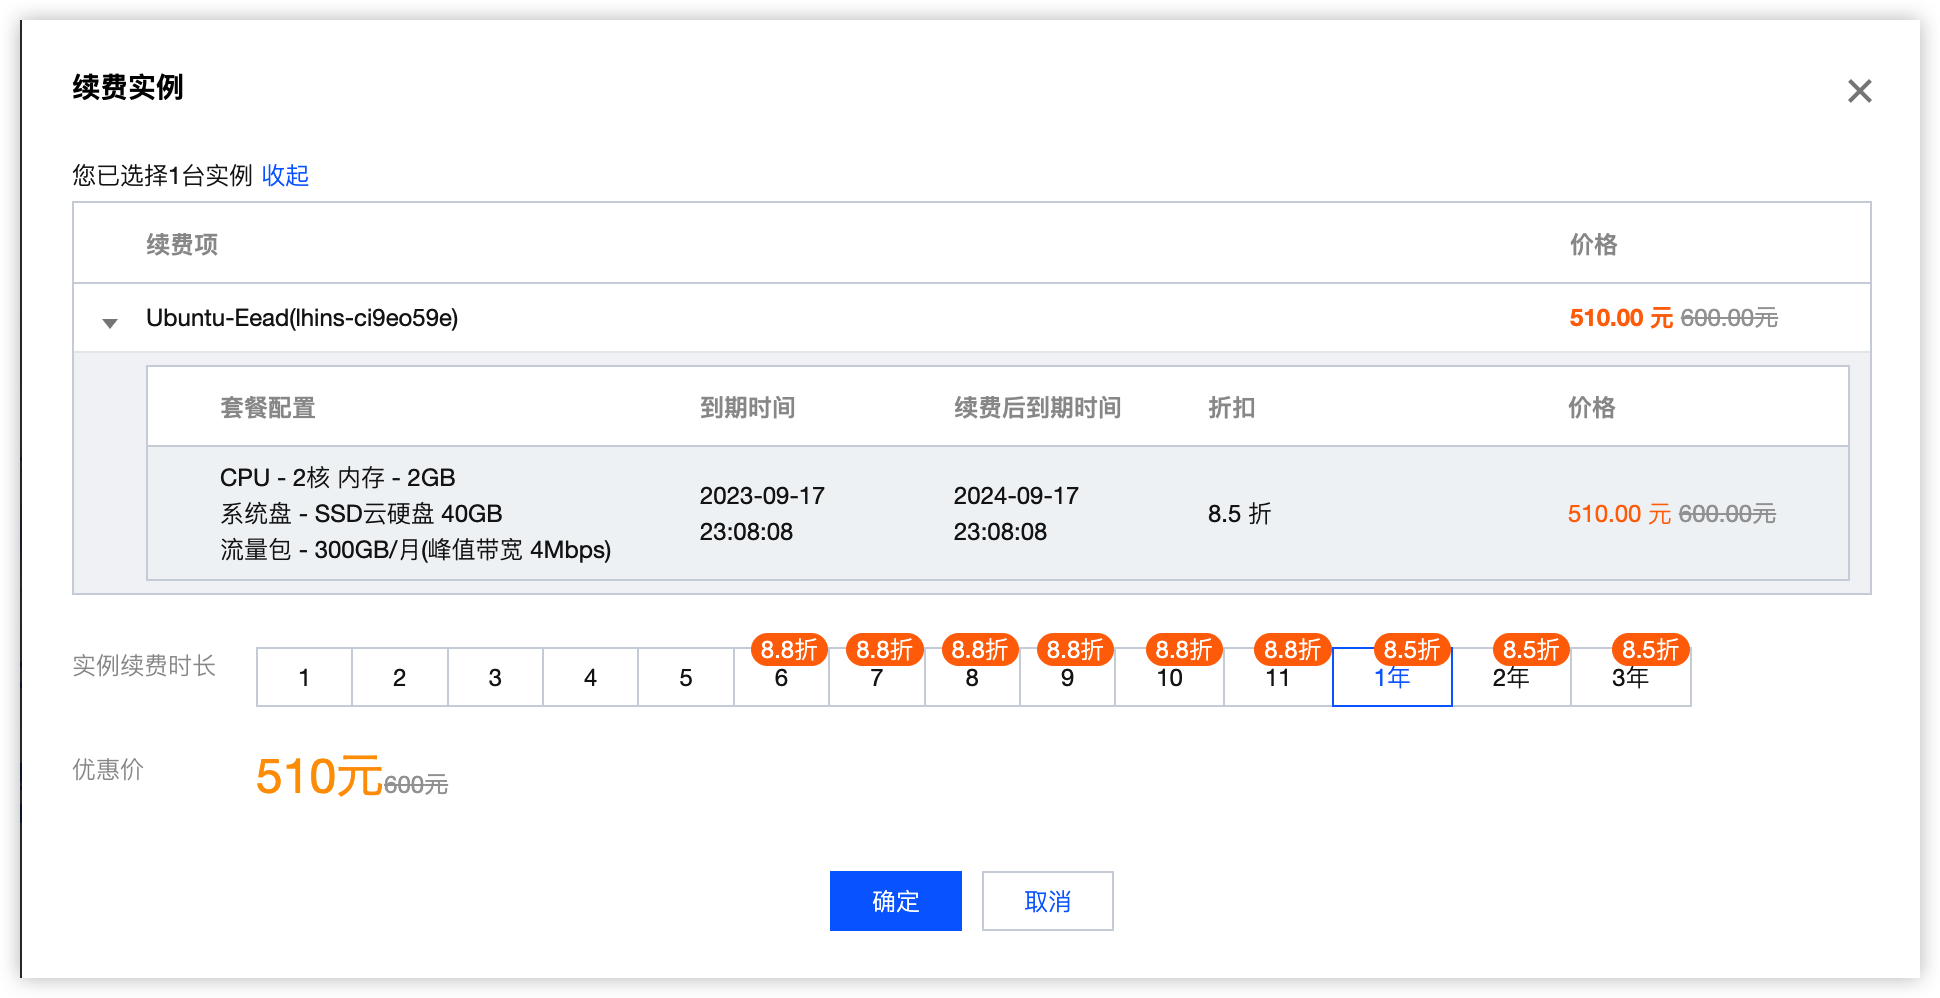 续费实例
您已选择1台实例 收起
续费项 价格
Ubuntu-Eead(lhins-ci9eo59e) 510.00 元 600.00元
套餐配置 到期时间 续费后到期时间 折扣 价格
CPU - 2核 内存 - 2GB
系统盘 - SSD云硬盘 40GB
流量包 - 300GB/月(峰值带宽 4Mbps)
2023-09-17
23:08:08
2024-09-17
23:08:08
8.5 折
510.00 元 600.00元
8.8折 8.8折 8.8折 8.8折 8.8折 8.8折 8.5折 8.5折 8.5折
实例续费时长 1 2 3 4 5 6 7 8 9 10 11 1年 2年 3年
优惠价 510元600元
确定 取消